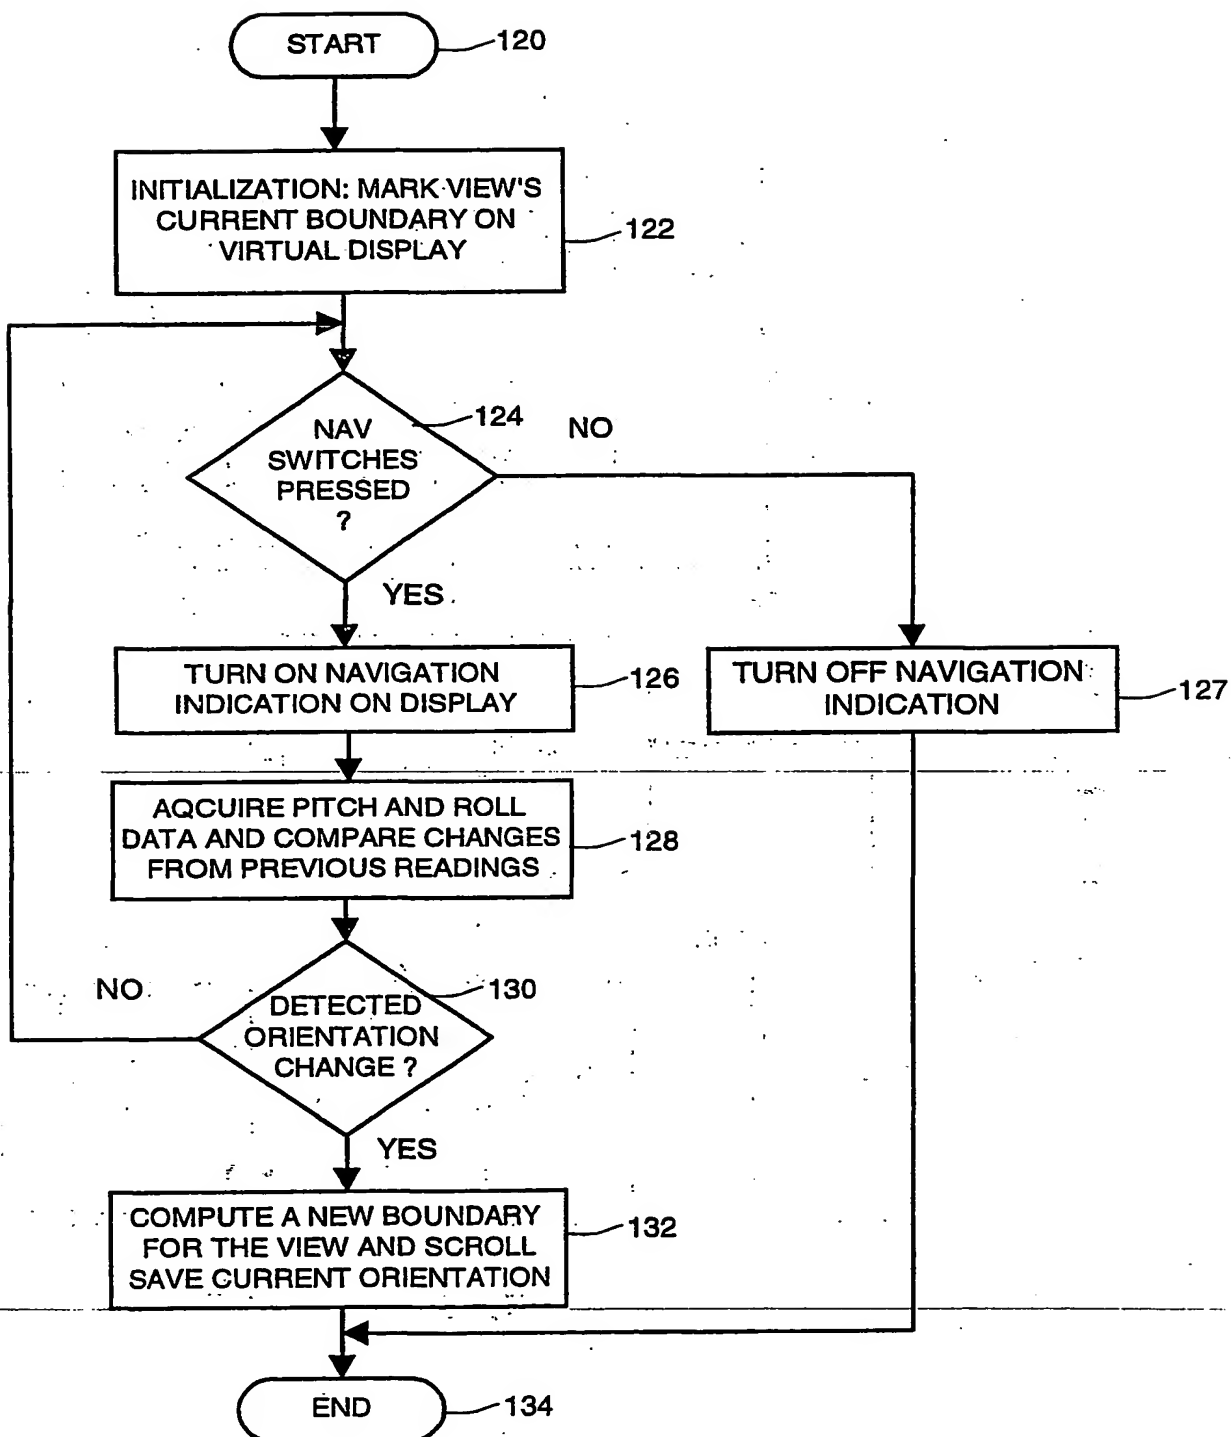 START
120
INITIALIZATION: MARK VIEW'S
CURRENT BOUNDARY ON
VIRTUAL DISPLAY
122
NAV
SWITCHES
PRESSED
?
124
NO
YES
TURN ON NAVIGATION
INDICATION ON DISPLAY
126
TURN OFF NAVIGATION
INDICATION
127
AQCUIRE PITCH AND ROLL
DATA AND COMPARE CHANGES
FROM PREVIOUS READINGS
128
NO
DETECTED
ORIENTATION
CHANGE ?
130
YES
COMPUTE A NEW BOUNDARY
FOR THE VIEW AND SCROLL
SAVE CURRENT ORIENTATION
132
END
134